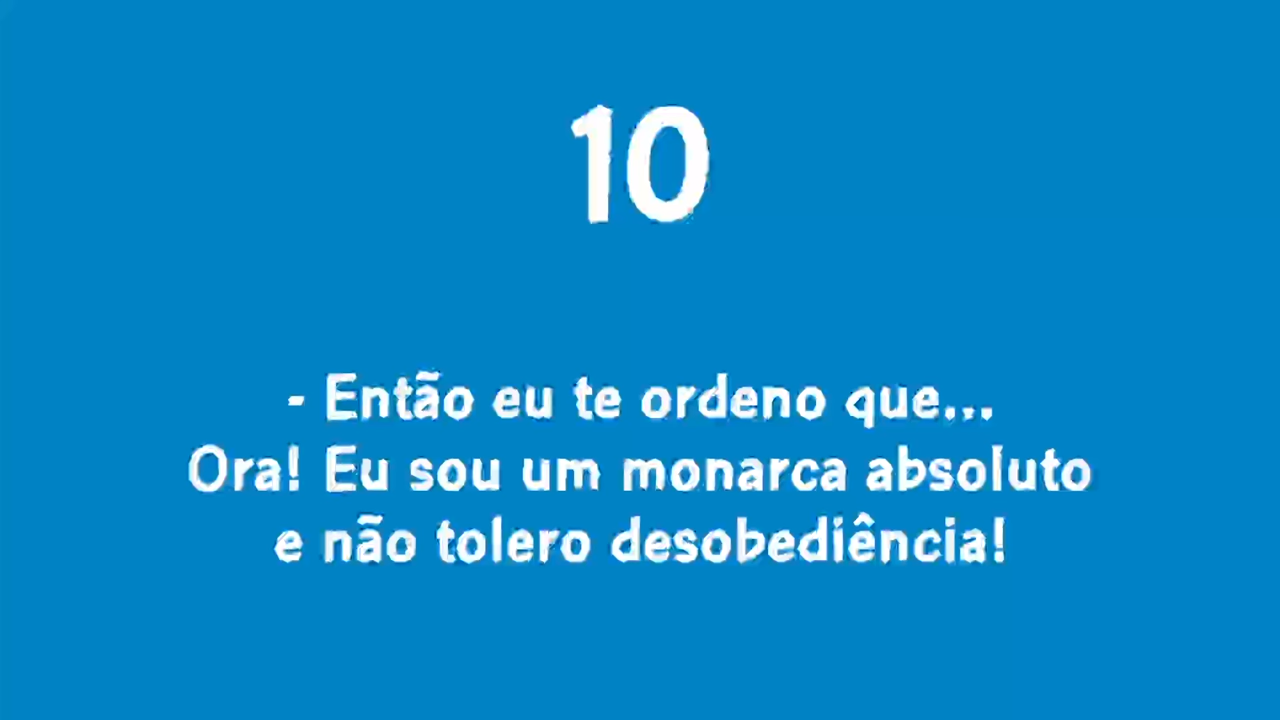 10
- Então eu te ordeno que...
Ora! Eu sou um monarca absoluto
e não tolero desobediência!